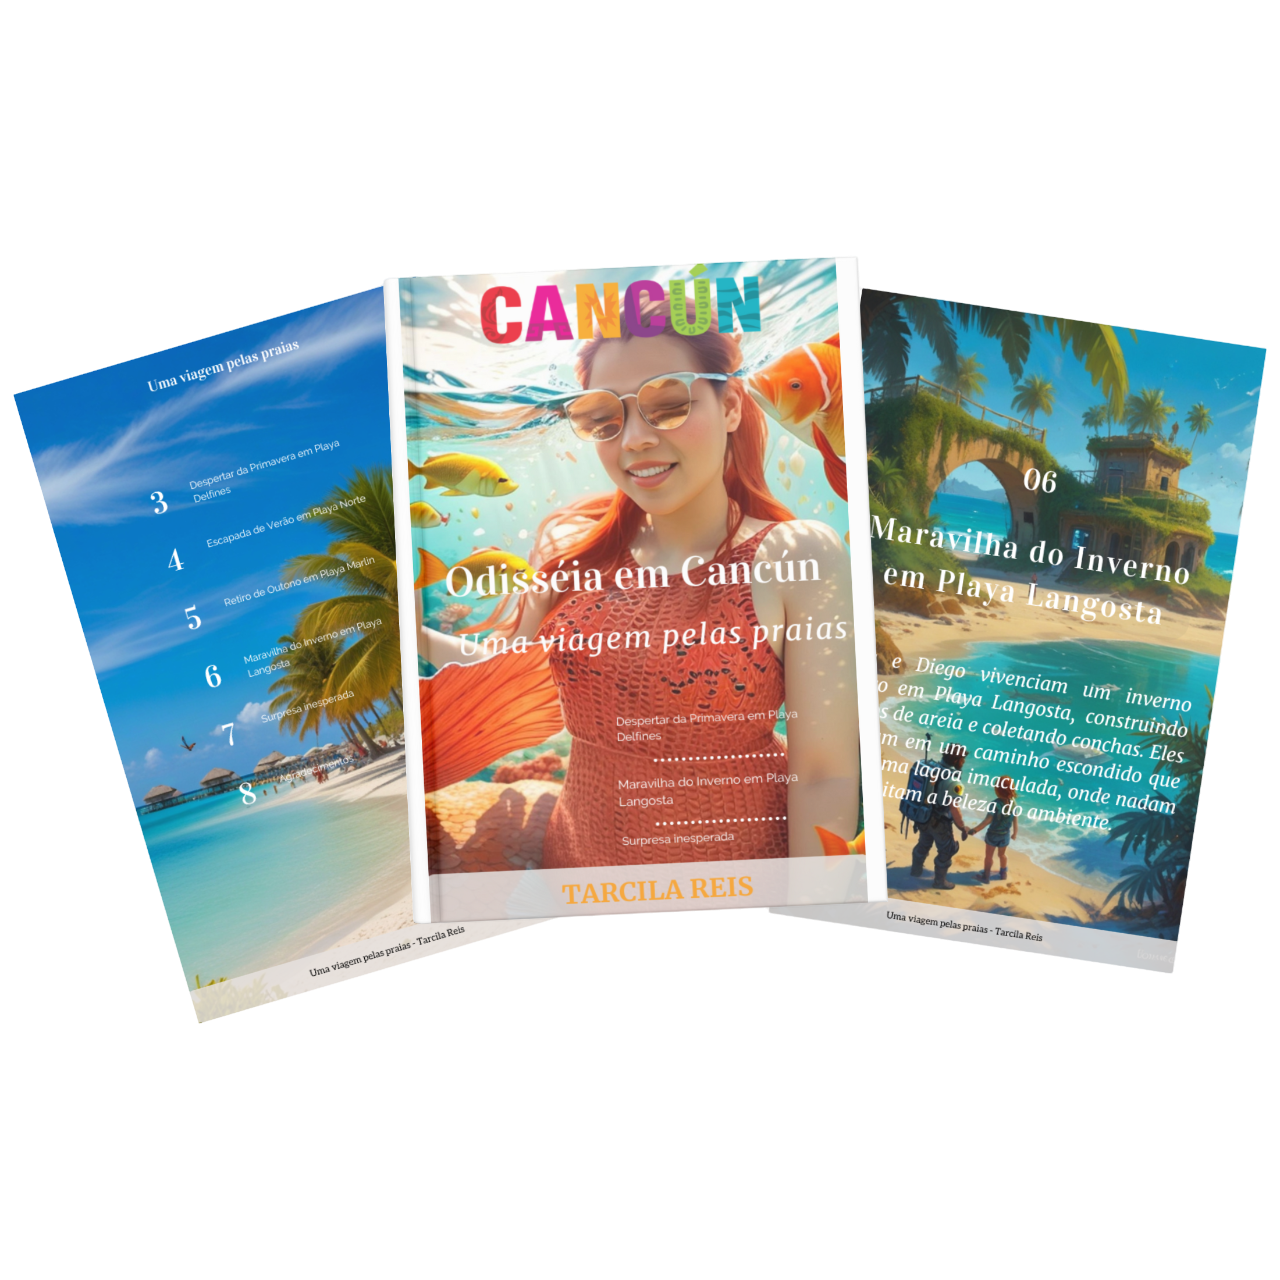 Uma viagem pelas praias
3
Despertar da Primavera em Playa
Delfines
4
Escapada de Verão em Playa Norte
5
Retiro de Outono em Playa Marlin
6
Maravilha do Inverno em Playa
Langosta
7
Surpresa inesperada
8
Agradecimentos
Uma viagem pelas praias - Tarcila Reis
CANCÚN
Odisséia em Cancún
Uma viagem pelas praias
Despertar da Primavera em Playa
Delfines
Maravilha do Inverno em Playa
Langosta
Surpresa inesperada
TARCILA REIS
06
Maravilha do Inverno
em Playa Langosta
e Diego vivenciam um inverno
o em Playa Langosta, construindo
s de areia e coletando conchas. Eles
m em um caminho escondido que
ma lagoa imaculada, onde nadam
itam a beleza do ambiente.
Uma viagem pelas praias - Tarcila Reis